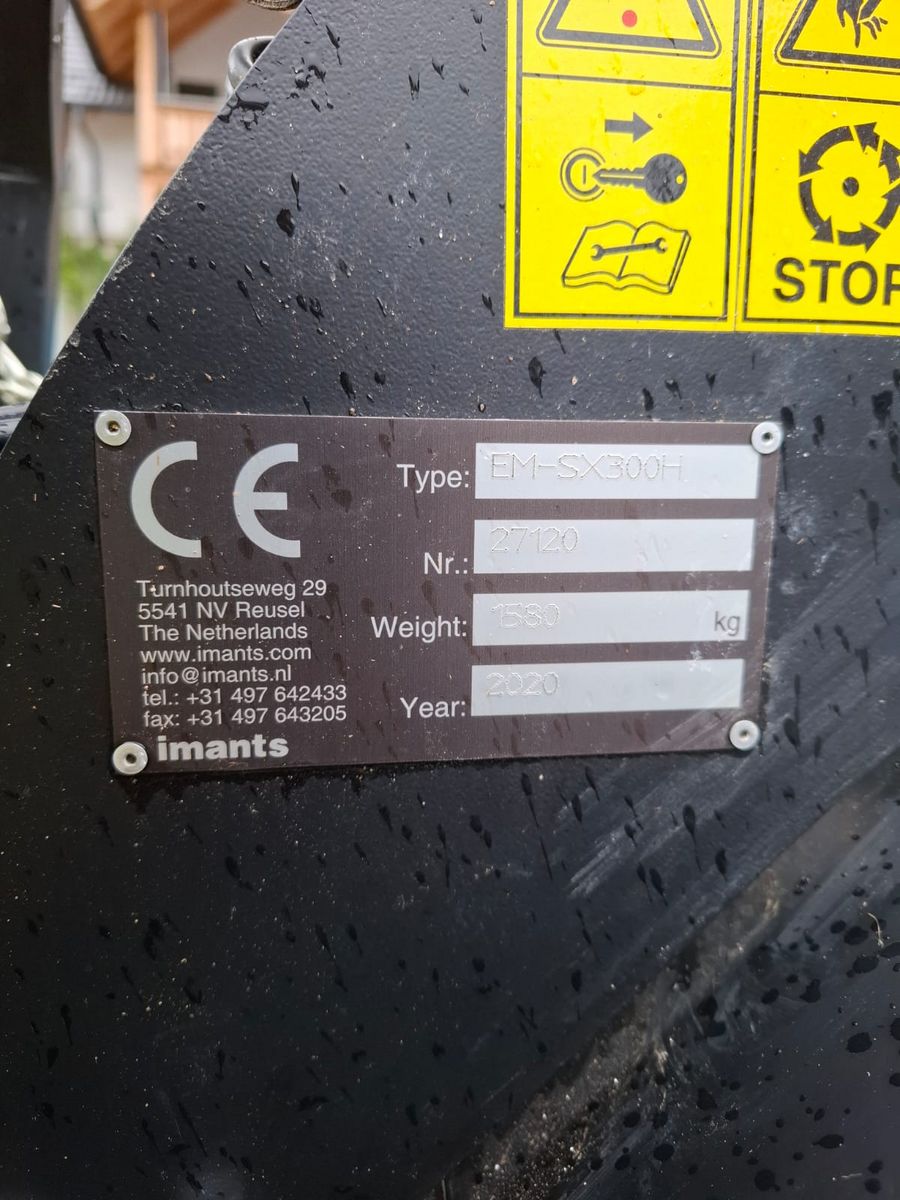 STOP
CE
Type: EM-SX300H
Nr.: 27120
Weight: 1580 kg
Year: 2020
Turnhoutseweg 29
5541 NV Reusel
The Netherlands
www.imants.com
info@imants.nl
tel.: +31 497 642433
fax: +31 497 643205
imants